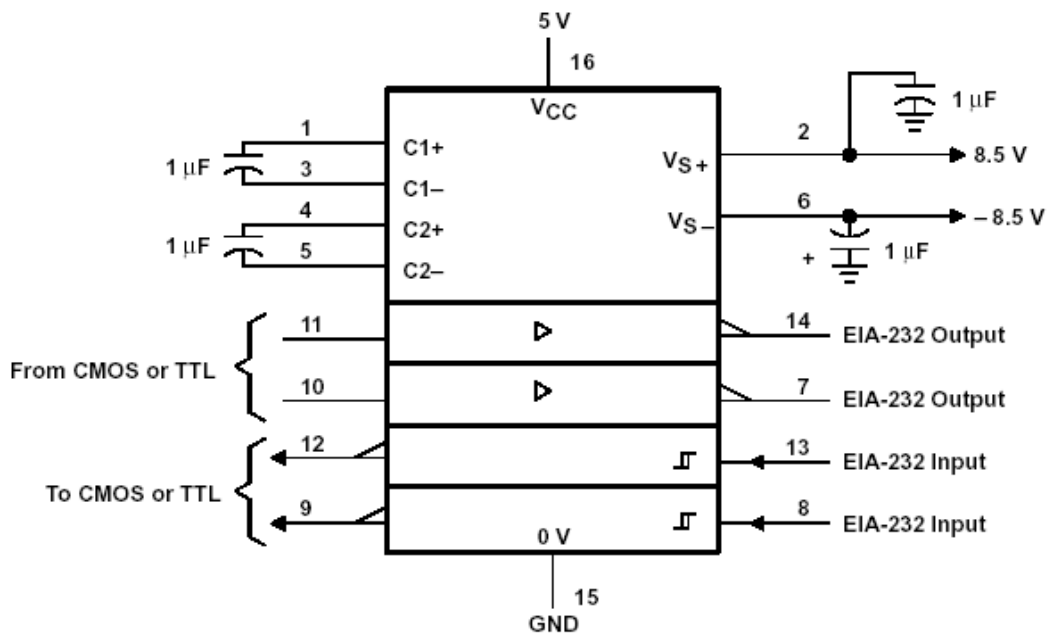 5 V
16
VCC
1
C1+
1 μF
3
C1–
4
C2+
1 μF
5
C2–
1 μF
2
VS+
8.5 V
6
VS–
– 8.5 V
+
1 μF
11
14
EIA-232 Output
From CMOS or TTL
10
7
EIA-232 Output
12
13
EIA-232 Input
To CMOS or TTL
9
8
EIA-232 Input
0 V
15
GND